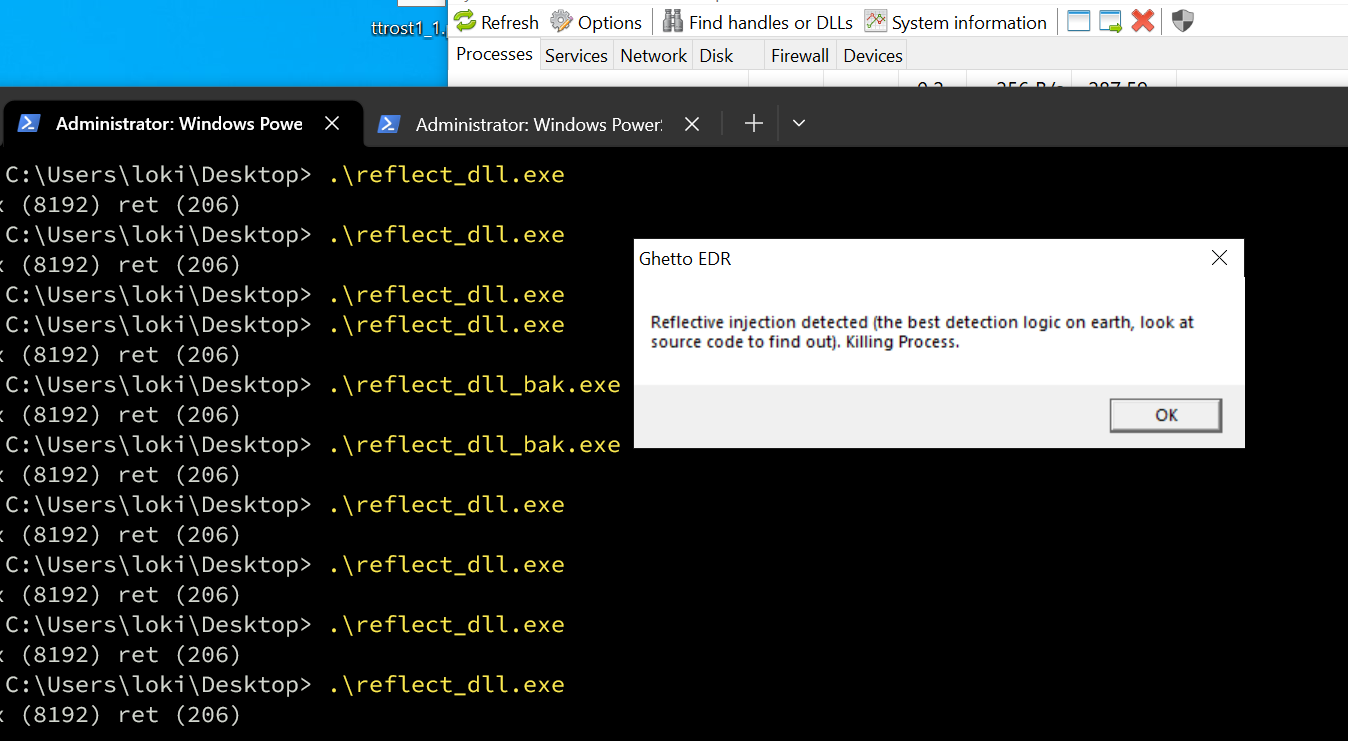 ttrost1_1.
Refresh Options Find handles or DLLs System information
Processes Services Network Disk Firewall Devices
Administrator: Windows Powe
Administrator: Windows Power
C:\Users\loki\Desktop> .\reflect_dll.exe
(8192) ret (206)
C:\Users\loki\Desktop> .\reflect_dll.exe
(8192) ret (206)
C:\Users\loki\Desktop> .\reflect_dll.exe
C:\Users\loki\Desktop> .\reflect_dll.exe
(8192) ret (206)
C:\Users\loki\Desktop> .\reflect_dll_bak.exe
(8192) ret (206)
C:\Users\loki\Desktop> .\reflect_dll_bak.exe
(8192) ret (206)
C:\Users\loki\Desktop> .\reflect_dll.exe
(8192) ret (206)
C:\Users\loki\Desktop> .\reflect_dll.exe
(8192) ret (206)
C:\Users\loki\Desktop> .\reflect_dll.exe
(8192) ret (206)
C:\Users\loki\Desktop> .\reflect_dll.exe
(8192) ret (206)
Ghetto EDR
Reflective injection detected (the best detection logic on earth, look at
source code to find out). Killing Process.
OK